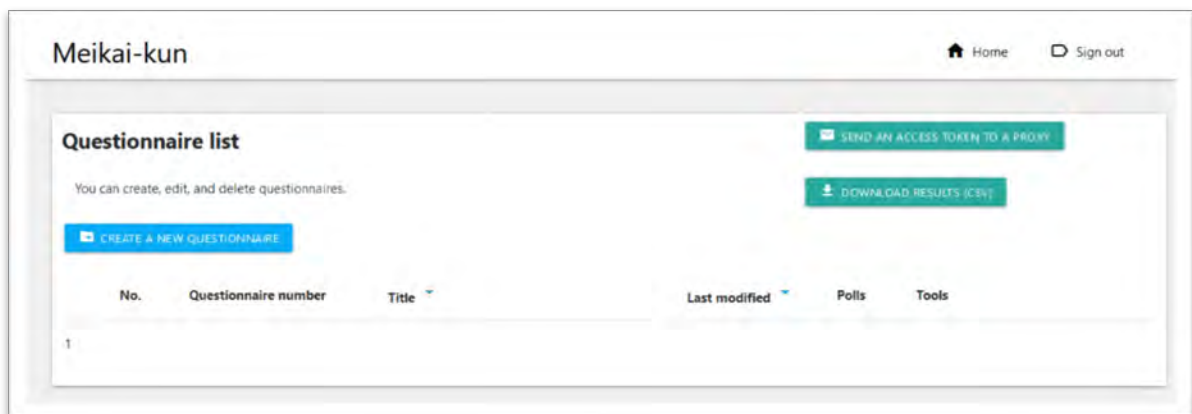 Meikai-kun
Home
Sign out
Questionnaire list
SEND AN ACCESS TOKEN TO A PROXY
You can create, edit, and delete questionnaires.
DOWNLOAD RESULTS (CSV)
CREATE A NEW QUESTIONNAIRE
No. Questionnaire number Title Last modified Polls Tools
1